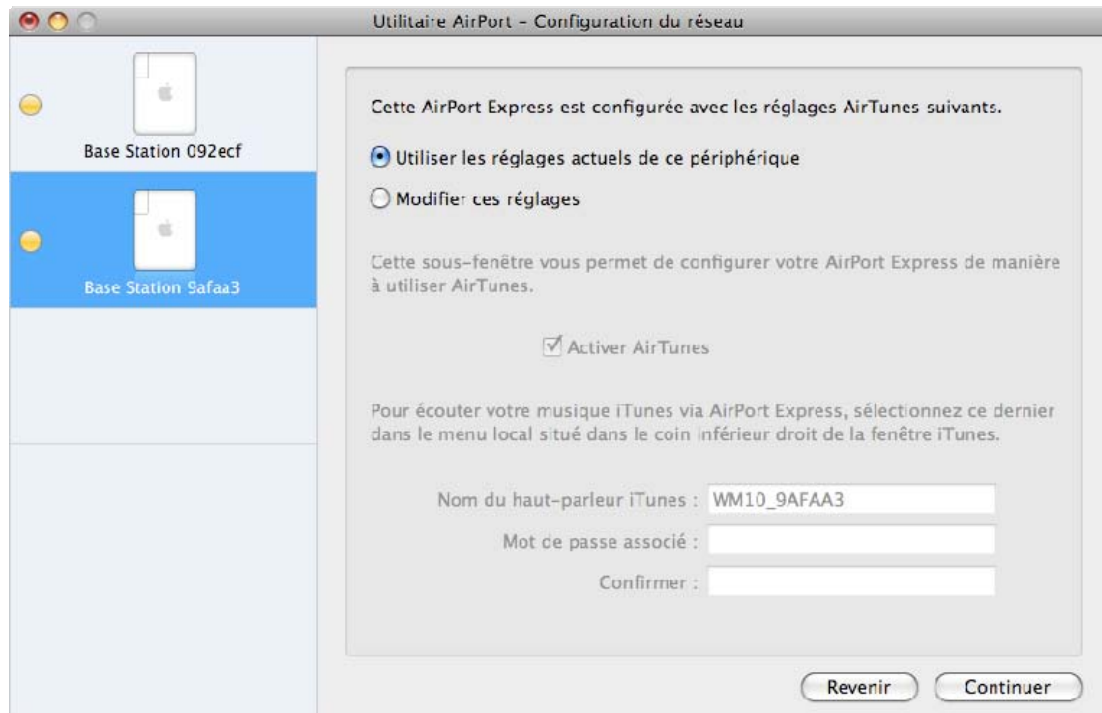 Utilitaire AirPort – Configuration du réseau
Base Station 092ecf
Base Station 9afaa3
Cette AirPort Express est configurée avec les réglages AirTunes suivants.
Utiliser les réglages actuels de ce périphérique
Modifier ces réglages
Cette sous-fenêtre vous permet de configurer votre AirPort Express de manière
à utiliser AirTunes.
Activer AirTunes
Pour écouter votre musique iTunes via AirPort Express, sélectionnez ce dernier
dans le menu local situé dans le coin inférieur droit de la fenêtre iTunes.
Nom du haut-parleur iTunes : WM10_9AFAA3
Mot de passe associé :
Confirmer :
Revenir Continuer